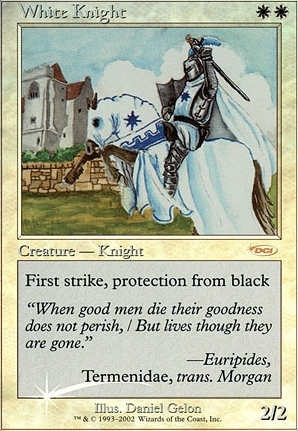 White Knight
Creature — Knight
DCI
First strike, protection from black
“When good men die their goodness
does not perish, / But lives though they
are gone.”
—Euripides,
Termenidae, trans. Morgan
Illus. Daniel Gelon
™ & © 1993–2002 Wizards of the Coast, Inc.
2/2